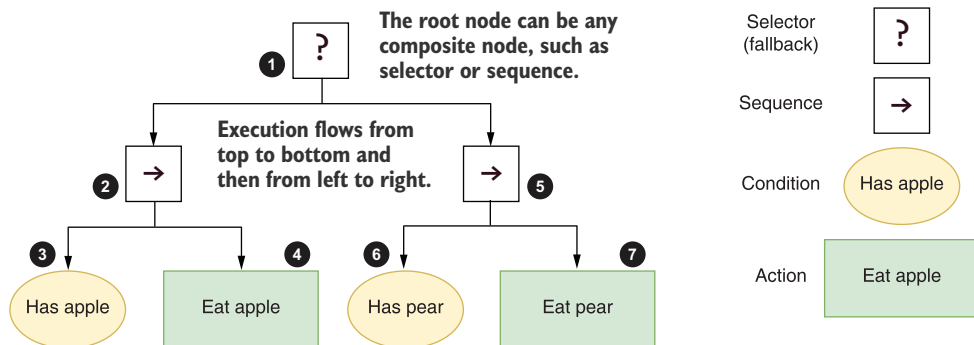 The root node can be any
composite node, such as
selector or sequence.
?
1
Execution flows from
top to bottom and
then from left to right.
→
2
→
5
3
4
6
7
Has apple
Eat apple
Has pear
Eat pear
Selector
(fallback)
?
Sequence
→
Condition
Has apple
Action
Eat apple